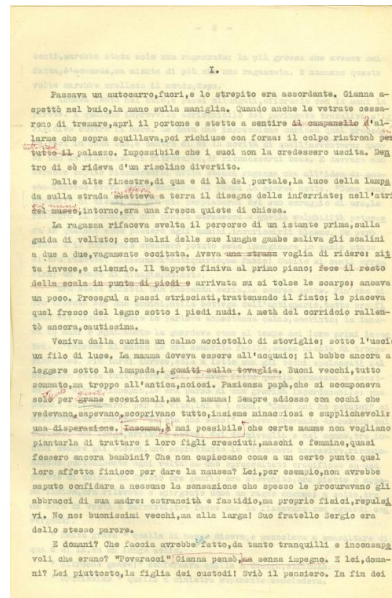 I.
Passava un autocarro,fuori,e lo strepito era assordante. Gianna a-
spettò nel buio,la mano sulla maniglia. Quando anche le vetrate cessa-
rono di tremare,aprì il portone e stette a sentire il campanello d'al-
larme che sopra squillava,poi richiuse con forza: il colpo rintronò per
tutto il palazzo. Impossibile che i suoi non la credessero uscita. Den-
tro di sè rideva d'un risolino divertito.
Dalle alte finestre,di qua e di là del portale,la luce della lampa
da sulla strada a terra il disegno delle inferriate; nell'atri
del museo,intorno,era una fresca quiete di chiesa.
La ragazza rifaceva svelta il percorso di un istante prima,sulla
guida di velluto; con balzi delle sue lunghe gambe saliva gli scalini
a due a due,vagamente eccitata. Aveva una strana voglia di ridere; zit
ta invece,e silenzio. Il tappeto finiva al primo piano; fece il resto
della scala in punta di piedi e arrivata su si tolse le scarpe; ancava
un poco. Proseguì a passi strisciati,trattenendo il fiato; le piaceva
quel fresco del legno sotto i piedi nudi. A metà del corridoio rallen-
tò ancora,cautissima.
Veniva dalla cucina un calmo acciottolio di stoviglie; sotto l'usci
un filo di luce. La mamma doveva essere all'acquaio; il babbo ancora a
leggere sotto la lampada,i gomiti sulla tovaglia. Buoni vecchi,tutto
sommato,ma troppo all'antica,noiosi. Pazienza papà,che si scomponeva
solo per grane eccezionali,ma la mamma! Sempre addosso con occhi che
vedevano,sapevano,scoprivano tutto,insieme minacciosi e supplichevoli:
una disperazione. Insomma,è mai possibile che certe mamme non vogliano
piantarla di trattare i loro figli cresciuti,maschi e femmine,quasi
fossero ancora bambini? Che non capiscano come a un certo punto quel
loro affetto finisce per dare la nausea? Lei,per esempio,non avrebbe
saputo confidare a nessuno la sensazione che spesso le procuravano gli
abbracci di sua madre: estraneità e fastidio,ma proprio fisici,repulsi
vi. No no: buonissimi vecchi,ma alla larga! Suo fratello Sergio era
dello stesso parere.
E domani? Che faccia avrebbe fatto,da tanto tranquilli e inconsape
voli che erano? "Poveracci" Gianna pensò,ma senza impegno. E lei,doma-
ni? Lei piuttosto,la figlia dei custodi! Sviò il pensiero. In fin dei